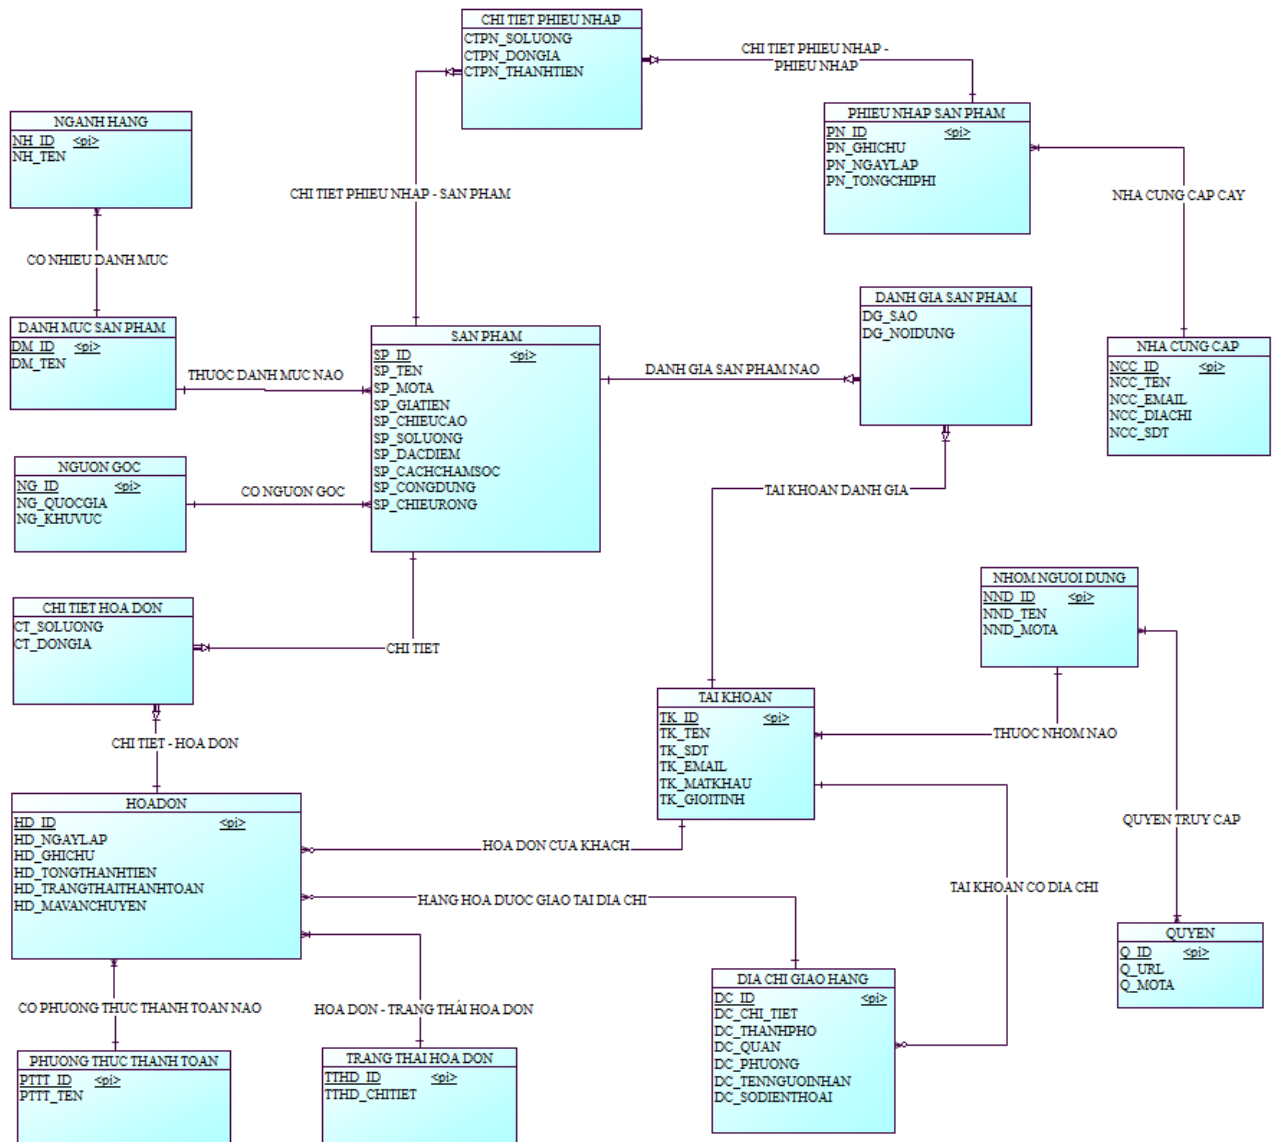 CHI TIET PHIEU NHAP
CTPN_SOLUONG
CTPN_DONGIA
CTPN_THANHTIEN
CHI TIET PHIEU NHAP -
PHIEU NHAP
PHIEU NHAP SAN PHAM
PN_ID <pi>
PN_GHICHU
PN_NGAYLAP
PN_TONGCHIPHI
NGANH HANG
NH_ID <pi>
NH_TEN
CHI TIET PHIEU NHAP - SAN PHAM
NHA CUNG CAP CAY
CO NHIEU DANH MUC
DANH GIA SAN PHAM
DG_SAO
DG_NOIDUNG
DANH MUC SAN PHAM
DM_ID <pi>
DM_TEN
SAN PHAM
SP_ID <pi>
SP_TEN
SP_MOTA
SP_GIATIEN
SP_CHIEUCAO
SP_SOLUONG
SP_DACDIEM
SP_CACHCHAMSOC
SP_CONGDUNG
SP_CHIEURONG
NHA CUNG CAP
NCC_ID <pi>
NCC_TEN
NCC_EMAIL
NCC_DIACHI
NCC_SDT
THUOC DANH MUC NAO
DANH GIA SAN PHAM NAO
NGUON GOC
NG_ID <pi>
NG_QUOCGIA
NG_KHUVUC
CO NGUON GOC
TAI KHOAN DANH GIA
NHOM NGUOI DUNG
NND_ID <pi>
NND_TEN
NND_MOTA
CHI TIET HOA DON
CT_SOLUONG
CT_DONGIA
CHI TIET
TAI KHOAN
TK_ID <pi>
TK_TEN
TK_SDT
TK_EMAIL
TK_MATKHAU
TK_GIOITINH
THUOC NHOM NAO
CHI TIET - HOA DON
HOADON
HD_ID <pi>
HD_NGAYLAP
HD_GHICHU
HD_TONGTHANHTIEN
HD_TRANGTHAITHANHTOAN
HD_MAVANCHUYEN
HOA DON CUA KHACH
QUYEN TRUY CAP
HANG HOA DUOC GIAO TAI DIA CHI
TAI KHOAN CO DIA CHI
QUYEN
Q_ID <pi>
Q_URL
Q_MOTA
DIA CHI GIAO HANG
DC_ID <pi>
DC_CHI_TIET
DC_THANHPHO
DC_QUAN
DC_PHUONG
DC_TENNGUOINHAN
DC_SODIENTHOAI
CO PHUONG THUC THANH TOAN NAO
HOA DON - TRANG THÁI HOA DON
PHUONG THUC THANH TOAN
PTTT_ID <pi>
PTTT_TEN
TRANG THAI HOA DON
TTHD_ID <pi>
TTHD_CHITIET